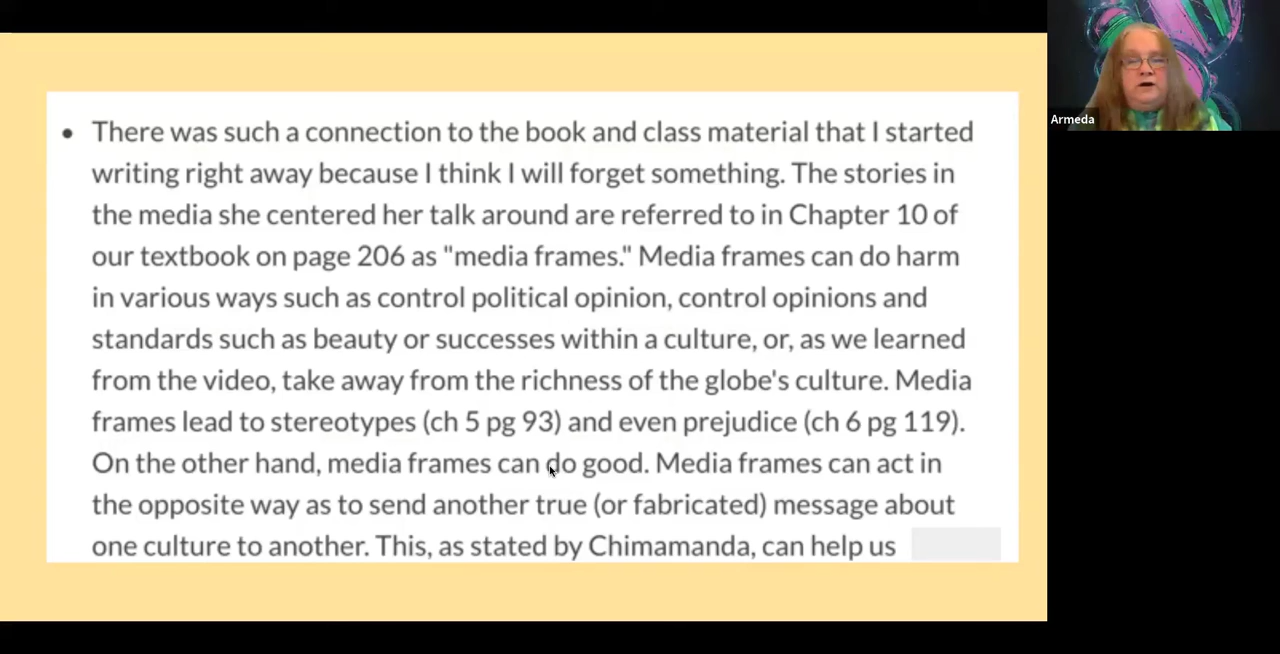 There was such a connection to the book and class material that I started
writing right away because I think I will forget something. The stories in
the media she centered her talk around are referred to in Chapter 10 of
our textbook on page 206 as "media frames." Media frames can do harm
in various ways such as control political opinion, control opinions and
standards such as beauty or successes within a culture, or, as we learned
from the video, take away from the richness of the globe's culture. Media
frames lead to stereotypes (ch 5 pg 93) and even prejudice (ch 6 pg 119).
On the other hand, media frames can do good. Media frames can act in
the opposite way as to send another true (or fabricated) message about
one culture to another. This, as stated by Chimamanda, can help us
Armeda